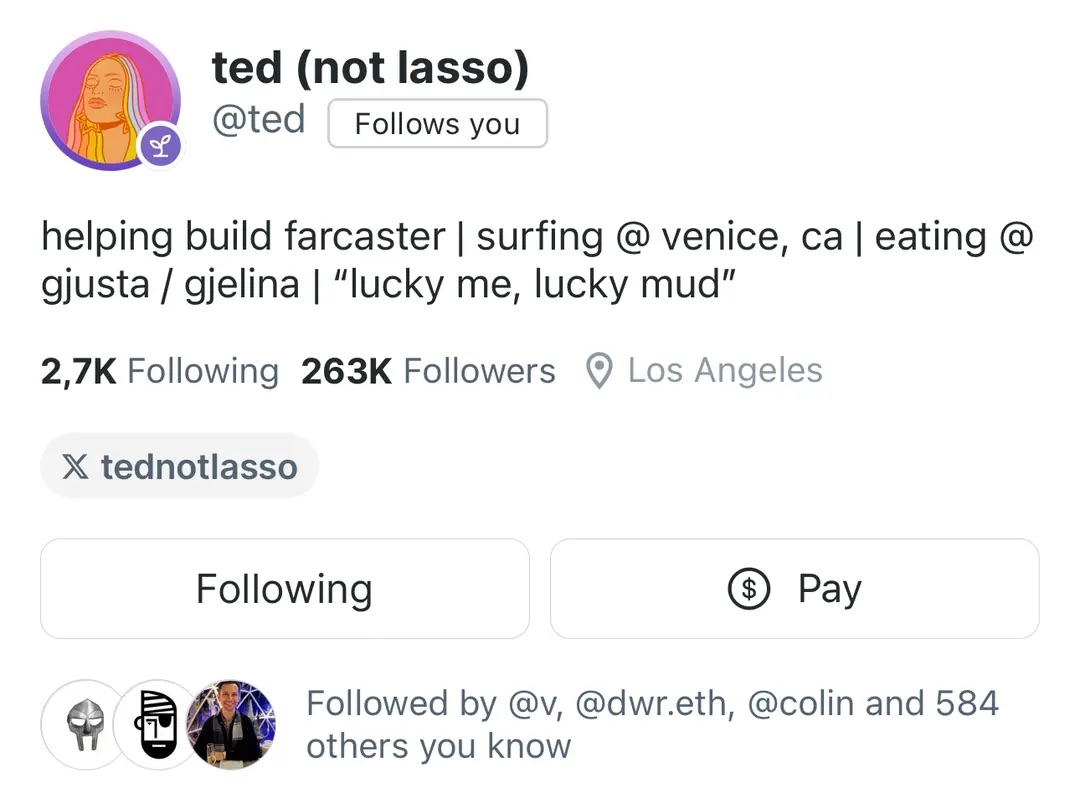 ted (not lasso)
@ted Follows you
helping build farcaster | surfing @ venice, ca | eating @
gjusta / gjelina | “lucky me, lucky mud”
2,7K Following 263K Followers Los Angeles
𝕏 tednotlasso
Following
$ Pay
Followed by @v, @dwr.eth, @colin and 584
others you know